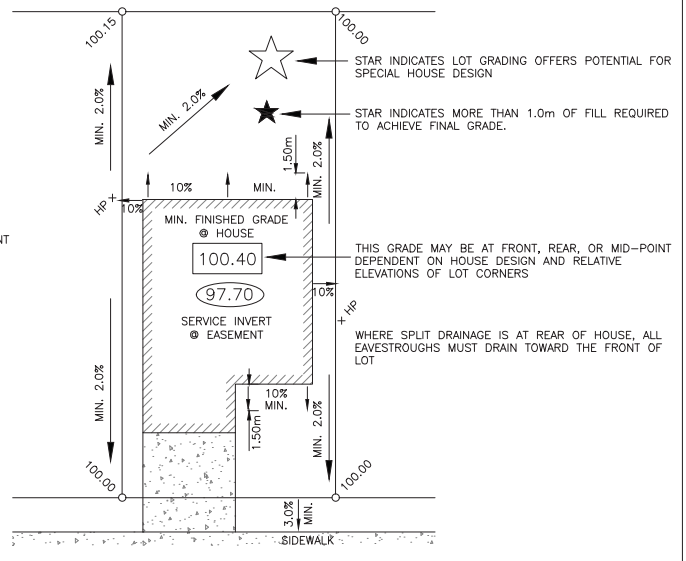 100.15
100.00
STAR INDICATES LOT GRADING OFFERS POTENTIAL FOR
SPECIAL HOUSE DESIGN
MIN. 2.0%
MIN. 2.0%
STAR INDICATES MORE THAN 1.0m OF FILL REQUIRED
TO ACHIEVE FINAL GRADE.
1.50m
MIN. 2.0%
10% MIN.
HP
10%
MIN. FINISHED GRADE
@ HOUSE
NT
100.40
THIS GRADE MAY BE AT FRONT, REAR, OR MID-POINT
DEPENDENT ON HOUSE DESIGN AND RELATIVE
ELEVATIONS OF LOT CORNERS
97.70
10%
SERVICE INVERT
@ EASEMENT
HP
WHERE SPLIT DRAINAGE IS AT REAR OF HOUSE, ALL
EAVESTROUGHS MUST DRAIN TOWARD THE FRONT OF
LOT
MIN. 2.0%
10%
MIN.
1.50m
MIN. 2.0%
100.00
100.00
3.0%
MIN.
SIDEWALK